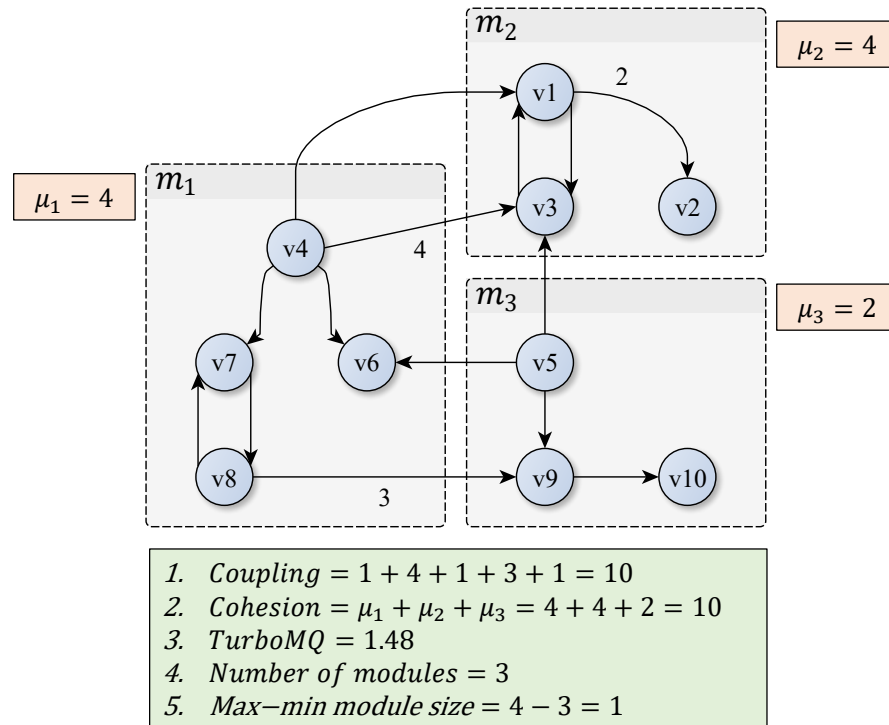 m₂
μ₂ = 4
v1
2
m₁
μ₁ = 4
v3
v2
v4
4
m₃
μ₃ = 2
v7
v6
v5
v8
3
v9
v10
1. Coupling = 1 + 4 + 1 + 3 + 1 = 10
2. Cohesion = μ₁ + μ₂ + μ₃ = 4 + 4 + 2 = 10
3. TurboMQ = 1.48
4. Number of modules = 3
5. Max−min module size = 4 − 3 = 1